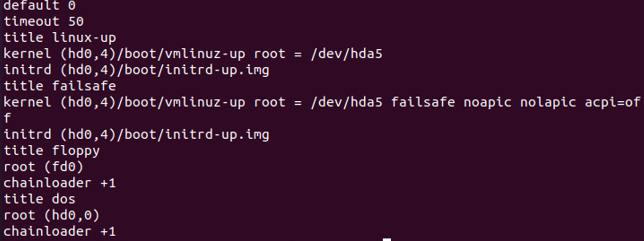 default 0
timeout 50
title linux-up
kernel (hd0,4)/boot/vmlinuz-up root = /dev/hda5
initrd (hd0,4)/boot/initrd-up.img
title failsafe
kernel (hd0,4)/boot/vmlinuz-up root = /dev/hda5 failsafe noapic nolapic acpi=of
f
initrd (hd0,4)/boot/initrd-up.img
title floppy
root (fd0)
chainloader +1
title dos
root (hd0,0)
chainloader +1